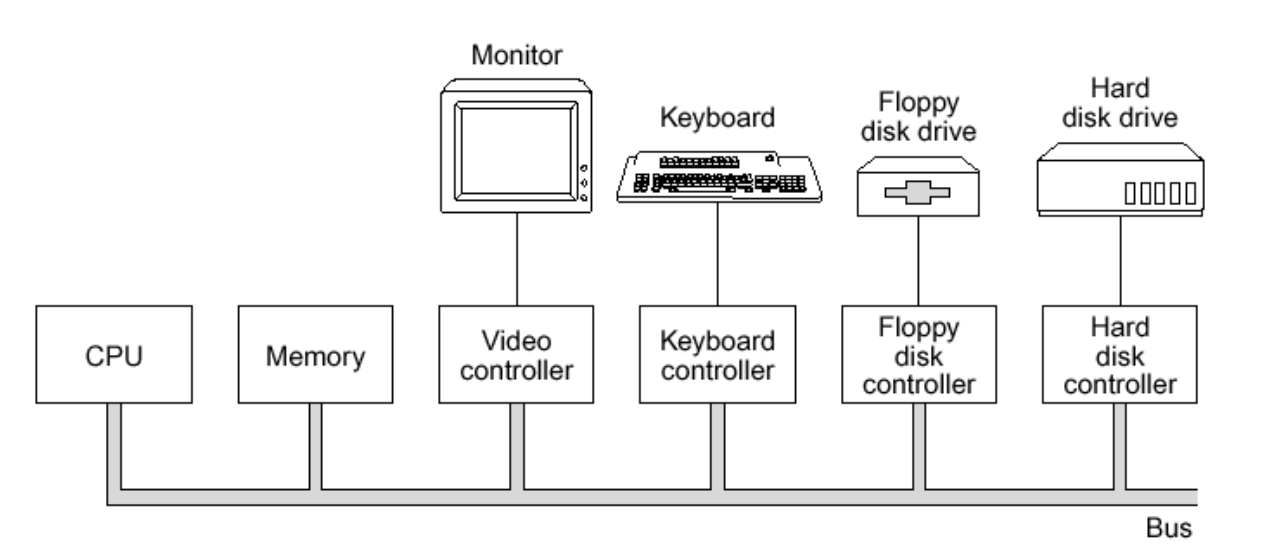 Monitor
Keyboard
Floppy
disk drive
Hard
disk drive
CPU
Memory
Video
controller
Keyboard
controller
Floppy
disk
controller
Hard
disk
controller
Bus